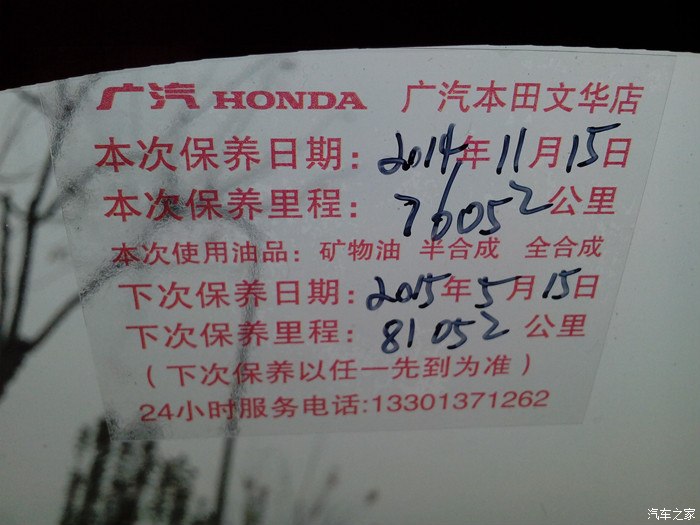 广汽 HONDA 广汽本田文华店
本次保养日期：2014年11月15日
本次保养里程：76052公里
本次使用油品：矿物油 半合成 全合成
下次保养日期：2015年5月15日
下次保养里程：81052公里
（下次保养以任一先到为准）
24小时服务电话:13301371262
汽车之家